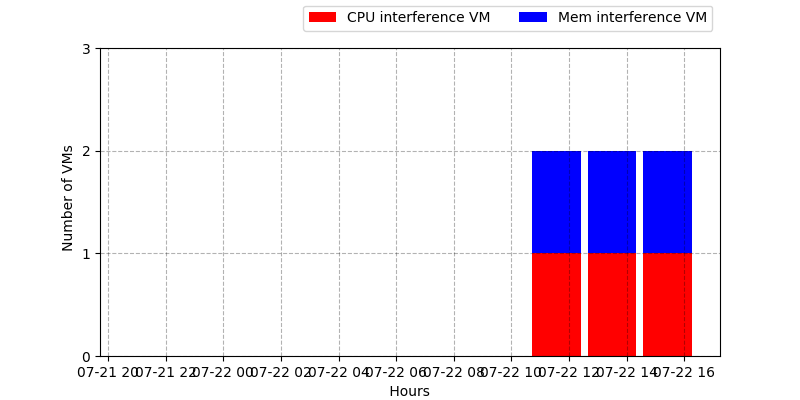 CPU interference VM Mem interference VM
3
2
1
0
Number of VMs
07-21 20 07-21 22 07-22 00 07-22 02 07-22 04 07-22 06 07-22 08 07-22 10 07-22 12 07-22 14 07-22 16
Hours